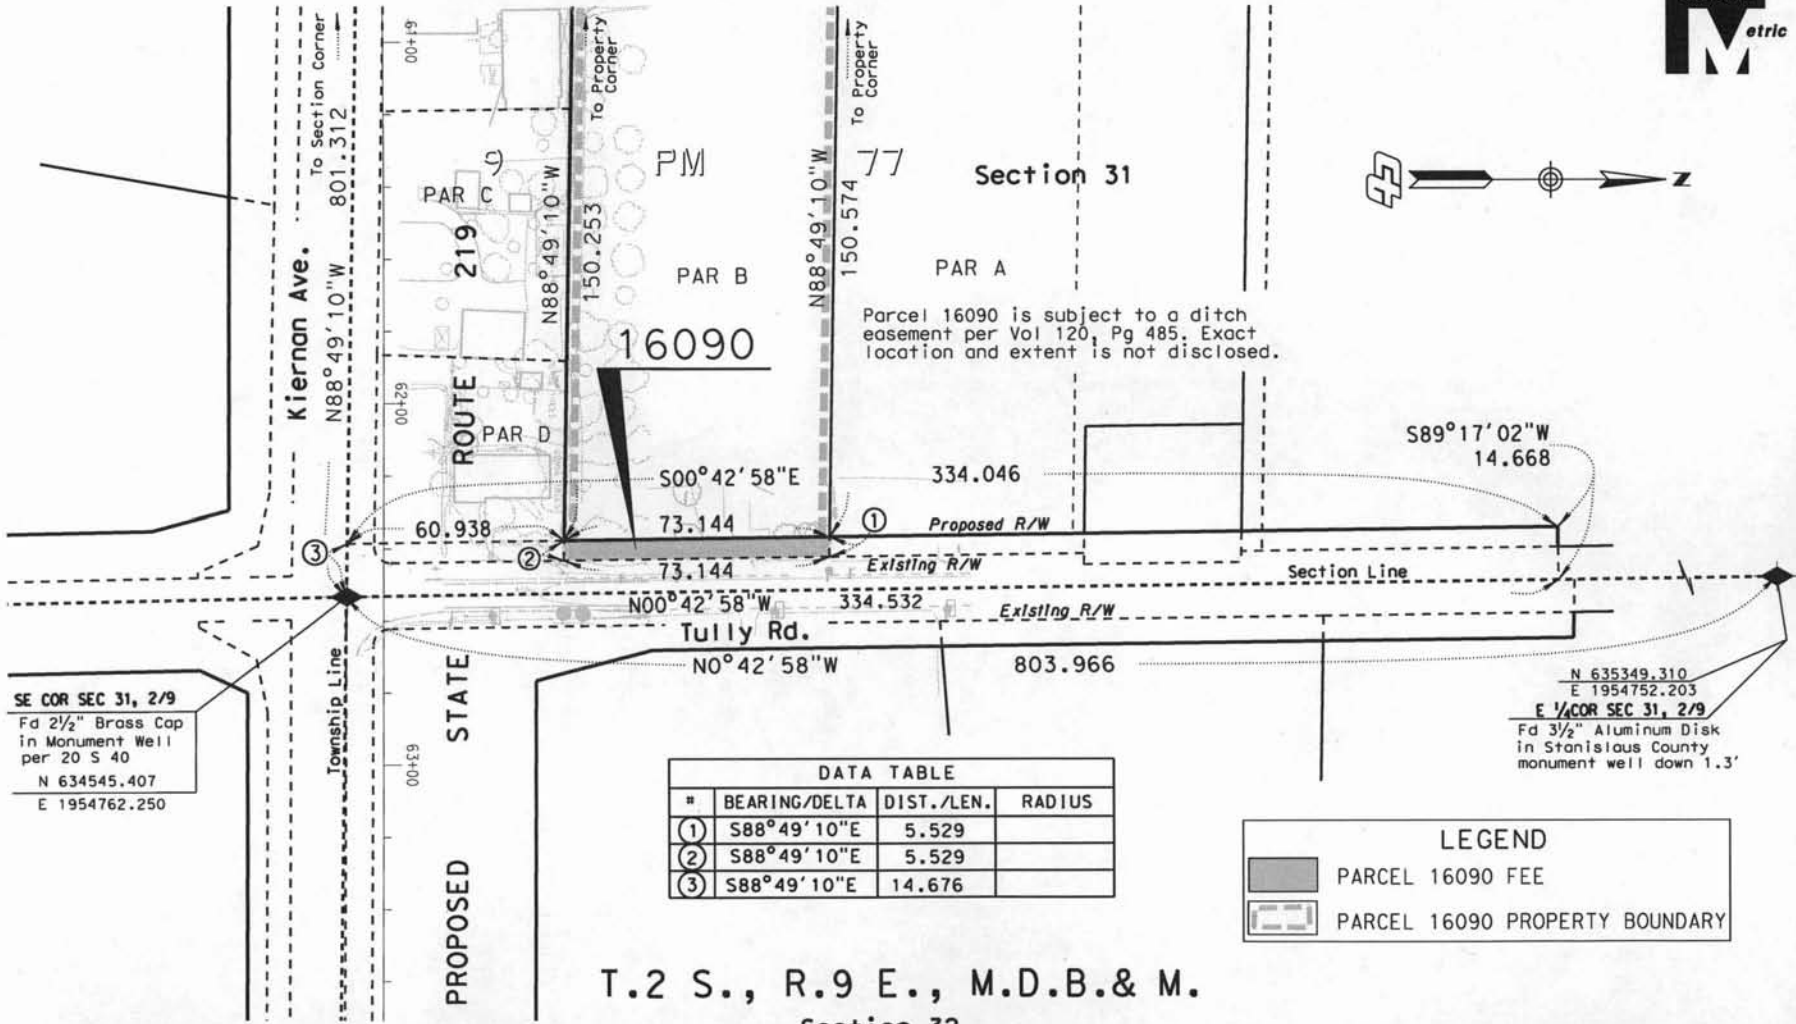 etric
61+00
To Section Corner
801.312
N88°49'10"W
Kiernan Ave.
To Property
Corner
To Property
Corner
9 PM 77
Section 31
PAR C
N88°49'10"W
150.253
N88°49'10"W
150.574
PAR B
PAR A
Z
Parcel 16090 is subject to a ditch
easement per Vol 120, Pg 485. Exact
location and extent is not disclosed.
16090
62+00
PAR D
PROPOSED STATE ROUTE 219
S00°42'58"E
334.046
S89°17'02"W
14.668
60.938
73.144
1
Proposed R/W
3
2
73.144
Existing R/W
Section Line
N00°42'58"W
334.532
Existing R/W
Tully Rd.
N0°42'58"W
803.966
Township Line
63+00
SE COR SEC 31, 2/9
Fd 2½" Brass Cap
in Monument Well
per 20 S 40
N 634545.407
E 1954762.250
N 635349.310
E 1954752.203
E ¼COR SEC 31, 2/9
Fd 3½" Aluminum Disk
in Stanislaus County
monument well down 1.3'
DATA TABLE
# BEARING/DELTA DIST./LEN. RADIUS
1 S88°49'10"E 5.529
2 S88°49'10"E 5.529
3 S88°49'10"E 14.676
LEGEND
PARCEL 16090 FEE
PARCEL 16090 PROPERTY BOUNDARY
T.2 S., R.9 E., M.D.B.& M.
Section 32